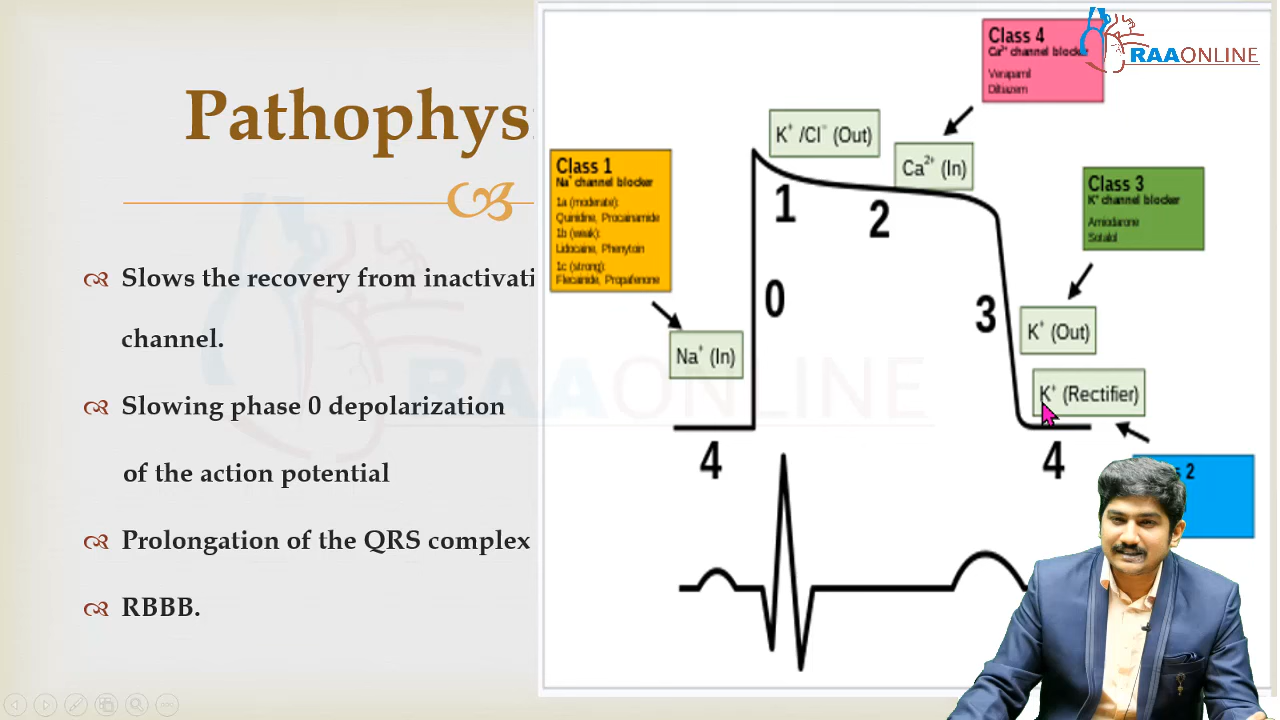 Pathophys
Slows the recovery from inactivati
channel.
Slowing phase 0 depolarization
of the action potential
Prolongation of the QRS complex
RBBB.
RAAONLINE
RAAONLINE
Class 4
Ca²⁺ channel blocke
Verapamil
Diltiazem
K⁺ /Cl⁻ (Out)
Ca²⁺ (In)
Class 1
Na⁺ channel blocker
1a (moderate):
Quinidine, Procainamide
1b (weak):
Lidocaine, Phenytoin
1c (strong):
Flecainide, Propafenone
Class 3
K⁺ channel blocker
Amiodarone
Sotalol
1
2
0
3
Na⁺ (In)
K⁺ (Out)
K⁺ (Rectifier)
4
4
2